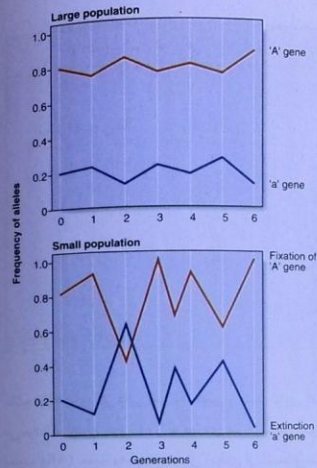 Large population
1.0
0.8
0.6
0.4
0.2
0
0 1 2 3 4 5 6
'A' gene
'a' gene
Frequency of alleles
Small population
1.0
0.8
0.6
0.4
0.2
0
0 1 2 3 4 5 6
Generations
Fixation of
'A' gene
Extinction
'a' gene